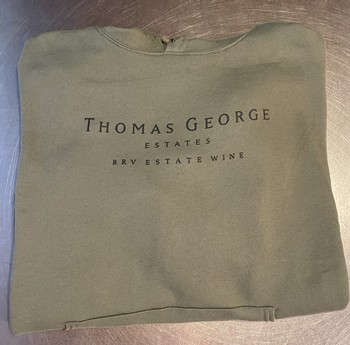 THOMAS GEORGE
ESTATES
RRV ESTATE WINE